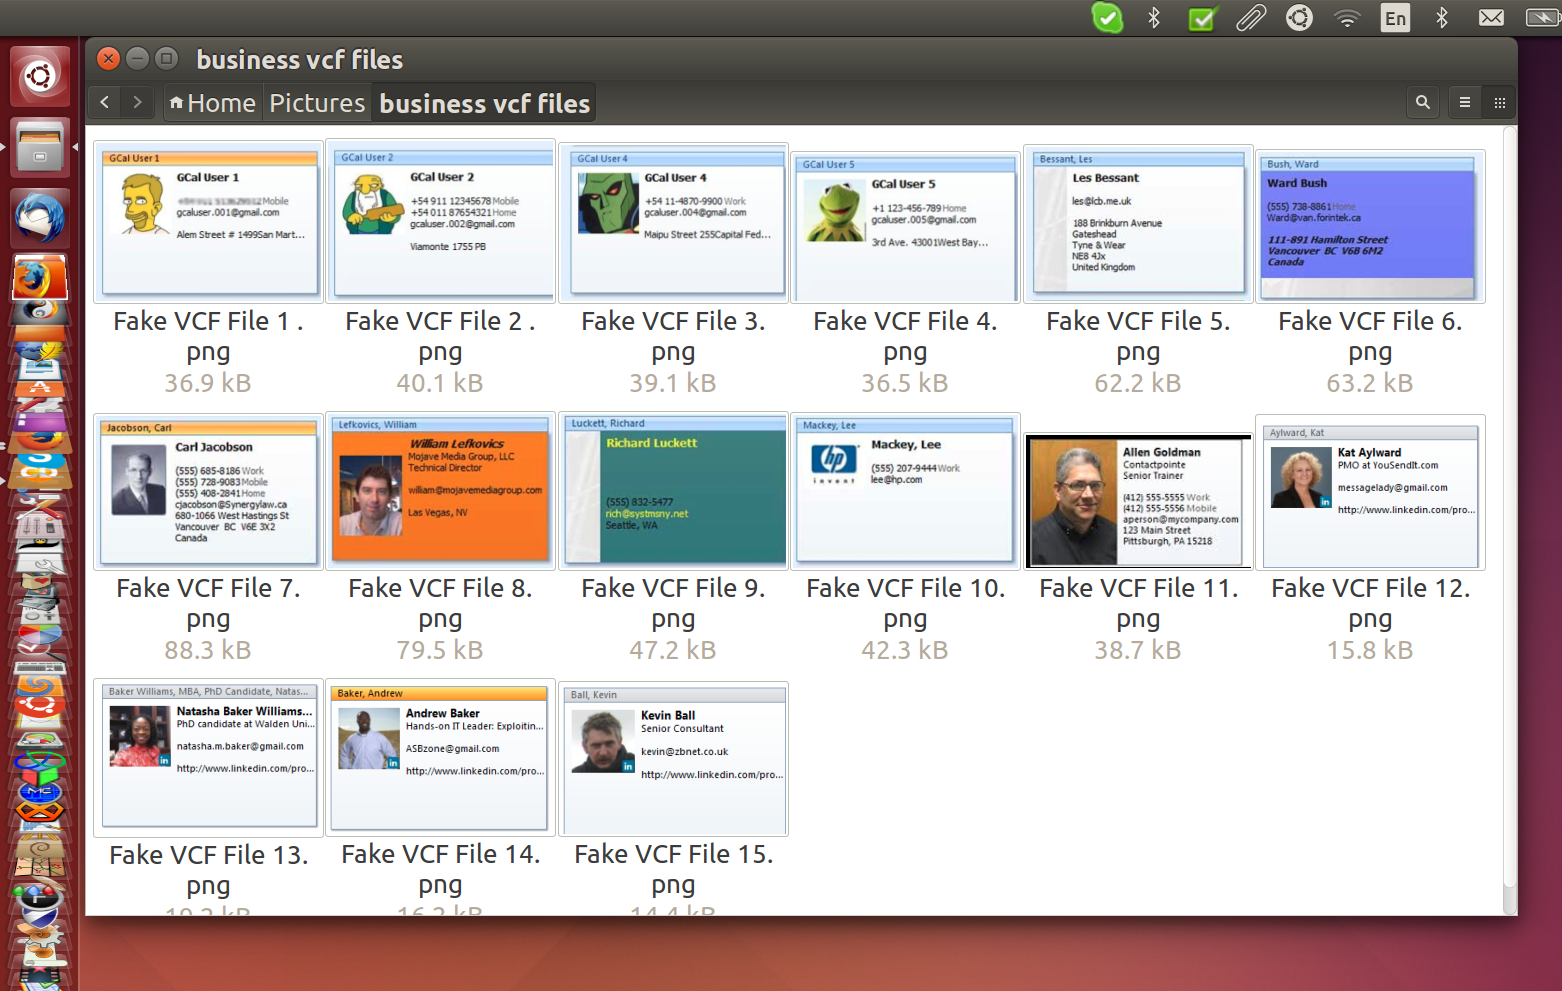 En
business vcf files
Home Pictures business vcf files
GCal User 1
GCal User 1
Mobile
gcaluser.001@gmail.com
Alem Street # 1499San Mart...
Fake VCF File 1 .
png
36.9 kB
GCal User 2
GCal User 2
+54 911 12345678 Mobile
+54 011 87654321 Home
gcaluser.002@gmail.com
Viamonte 1755 PB
Fake VCF File 2 .
png
40.1 kB
GCal User 4
GCal User 4
+54 11-4870-9900 Work
gcaluser.004@gmail.com
Maipu Street 255Capital Fed...
Fake VCF File 3.
png
39.1 kB
GCal User 5
GCal User 5
+1 123-456-789 Home
gcaluser.005@gmail.com
3rd Ave. 43001West Bay...
Fake VCF File 4.
png
36.5 kB
Bessant, Les
Les Bessant
les@lcb.me.uk
188 Brinkburn Avenue
Gateshead
Tyne & Wear
NE8 4Jx
United Kingdom
Fake VCF File 5.
png
62.2 kB
Bush, Ward
Ward Bush
(555) 738-8861 Home
Ward@van.forintek.ca
111-891 Hamilton Street
Vancouver BC V6B 6M2
Canada
Fake VCF File 6.
png
63.2 kB
Jacobson, Carl
Carl Jacobson
(555) 685-8186 Work
(555) 728-9083 Mobile
(555) 408-2841 Home
cjacobson@Synergylaw.ca
680-1066 West Hastings St
Vancouver BC V6E 3X2
Canada
Fake VCF File 7.
png
88.3 kB
Lefkovics, William
William Lefkovics
Mojave Media Group, LLC
Technical Director
william@mojavemediagroup.com
Las Vegas, NV
Fake VCF File 8.
png
79.5 kB
Luckett, Richard
Richard Luckett
(555) 832-5477
rich@systmsny.net
Seattle, WA
Fake VCF File 9.
png
47.2 kB
Mackey, Lee
hp
invent
Mackey, Lee
(555) 207-9444 Work
lee@hp.com
Fake VCF File 10.
png
42.3 kB
Allen Goldman
Contactpointe
Senior Trainer
(412) 555-5555 Work
(412) 555-5556 Mobile
aperson@mycompany.com
123 Main Street
Pittsburgh, PA 15218
Fake VCF File 11.
png
38.7 kB
Aylward, Kat
Kat Aylward
PMO at YouSendIt.com
messagelady@gmail.com
http://www.linkedin.com/pro...
in
Fake VCF File 12.
png
15.8 kB
Baker Williams, MBA, PhD Candidate, Natas...
Natasha Baker Williams...
PhD candidate at Walden Uni...
natasha.m.baker@gmail.com
http://www.linkedin.com/pro...
in
Fake VCF File 13.
png
Baker, Andrew
Andrew Baker
Hands-on IT Leader: Exploitin...
ASBzone@gmail.com
http://www.linkedin.com/pro...
in
Fake VCF File 14.
png
Ball, Kevin
Kevin Ball
Senior Consultant
kevin@zbnet.co.uk
http://www.linkedin.com/pro...
in
Fake VCF File 15.
png